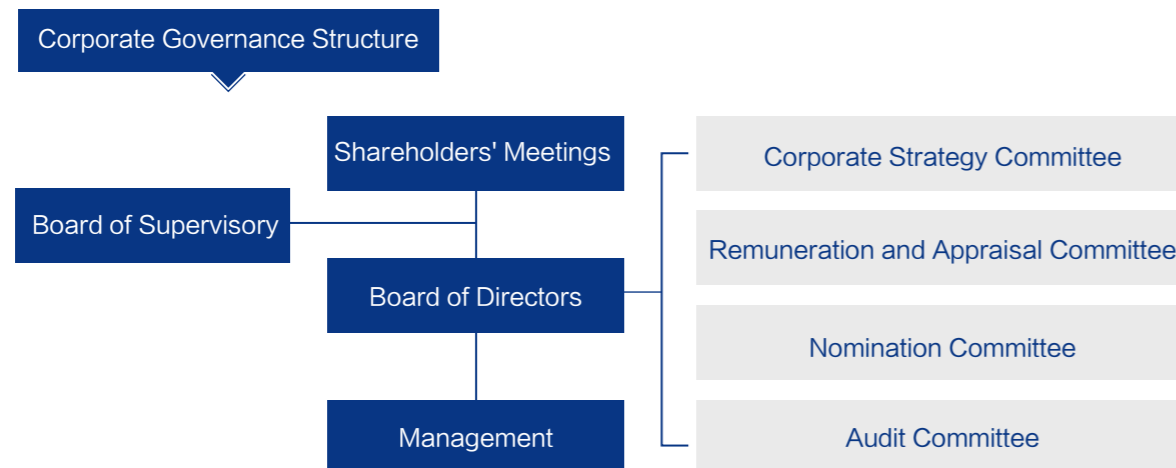 Corporate Governance Structure
Shareholders' Meetings
Corporate Strategy Committee
Board of Supervisory
Remuneration and Appraisal Committee
Board of Directors
Nomination Committee
Management
Audit Committee